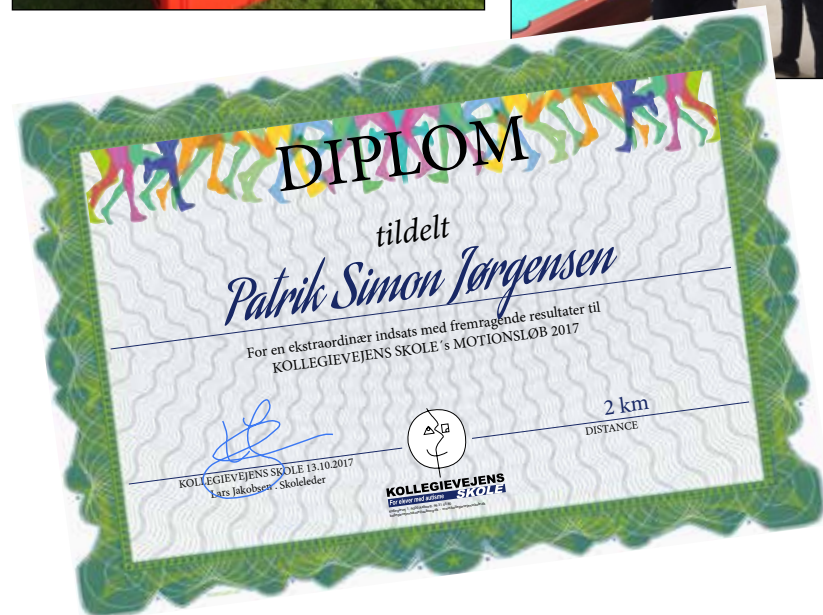 DIPLOM
tildelt
Patrik Simon Jørgensen
For en ekstraordinær indsats med fremragende resultater til
KOLLEGIEVEJENS SKOLE´s MOTIONSLØB 2017
2 km
DISTANCE
KOLLEGIEVEJENS SKOLE 13.10.2017
Lars Jakobsen - Skoleleder
KOLLEGIEVEJENS
For elever med autisme SKOLE